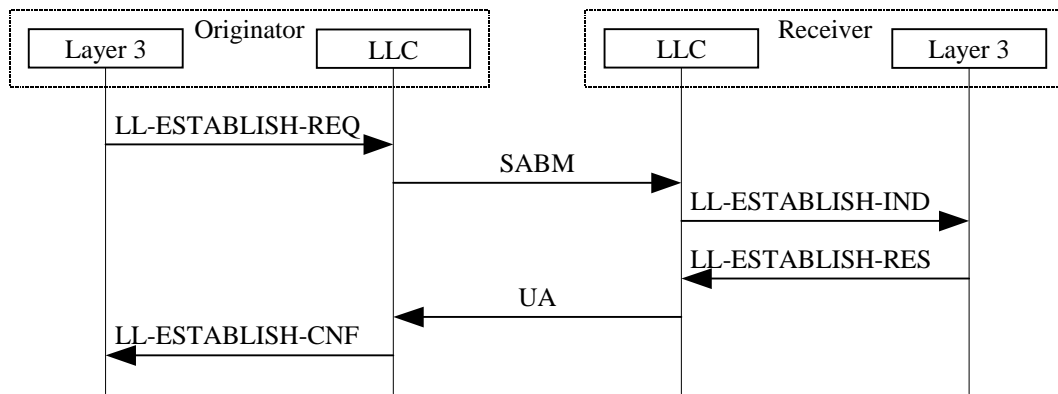 Originator
Receiver
Layer 3
LLC
LLC
Layer 3
LL-ESTABLISH-REQ
SABM
LL-ESTABLISH-IND
LL-ESTABLISH-RES
UA
LL-ESTABLISH-CNF